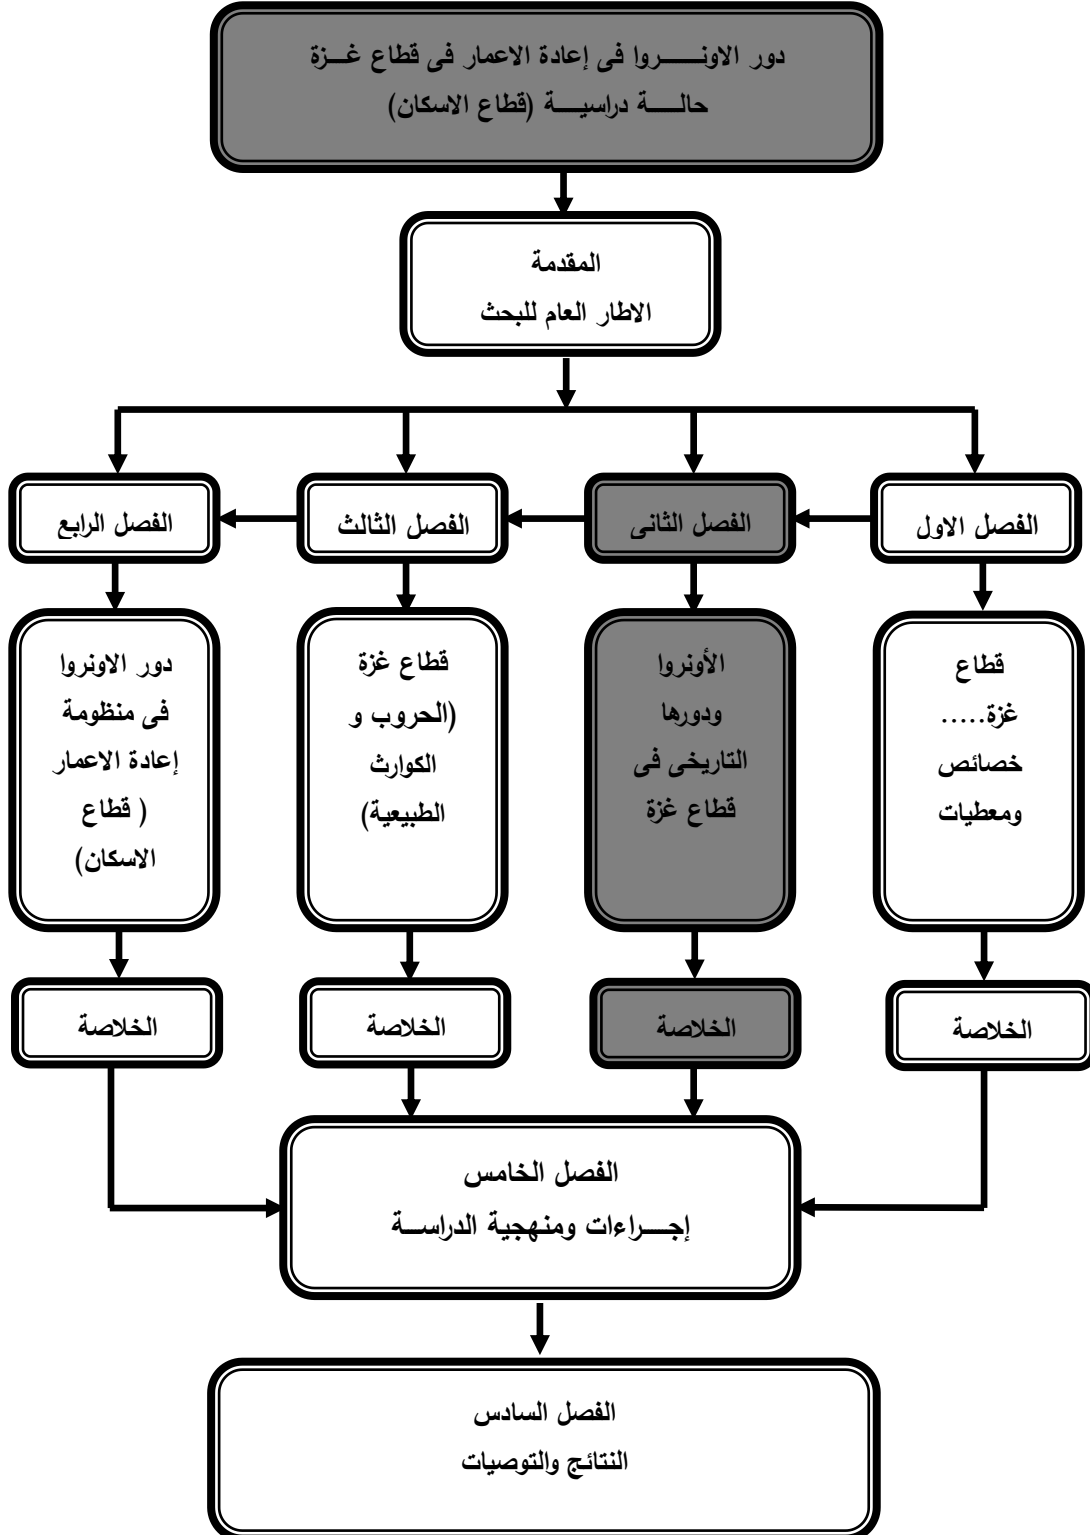 دور الاونـــــروا فى إعادة الاعمار فى قطاع غـــزة
حالــــة دراسيــــة (قطاع الاسكان)
المقدمة
الاطار العام للبحث
الفصل الاول
الفصل الثانى
الفصل الثالث
الفصل الرابع
قطاع
غزة.....
خصائص
ومعطيات
الأونروا
ودورها
التاريخى فى
قطاع غزة
قطاع غزة
(الحروب و
الكوارث
الطبيعية)
دور الاونروا
فى منظومة
إعادة الاعمار
( قطاع
الاسكان)
الخلاصة
الخلاصة
الخلاصة
الخلاصة
الفصل الخامس
إجـــراءات ومنهجية الدراســـة
الفصل السادس
النتائج والتوصيات